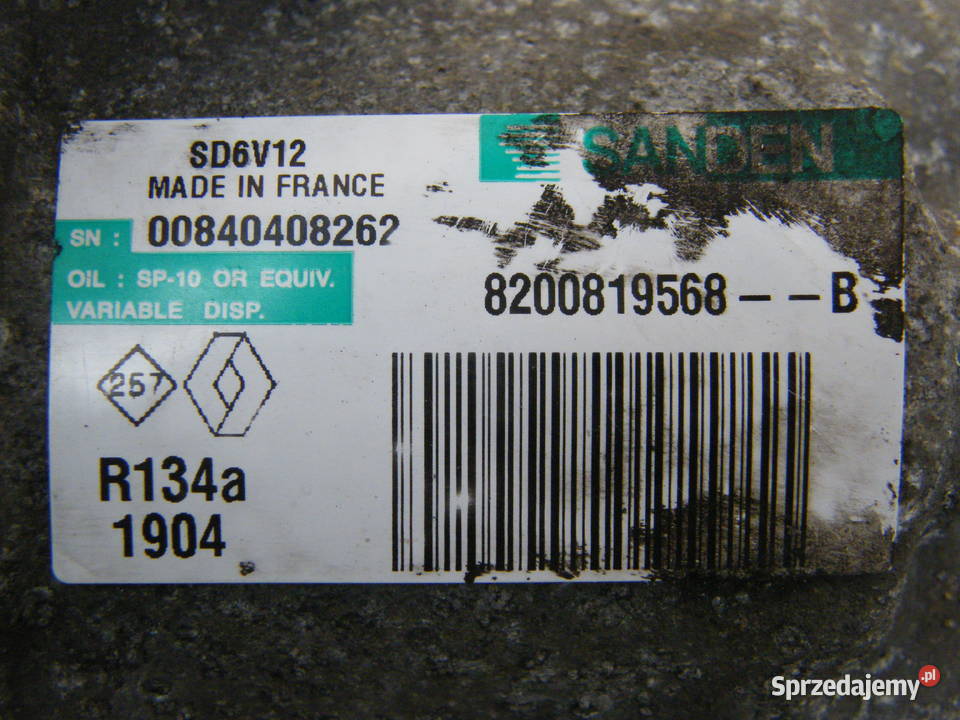 SD6V12
SANDEN
MADE IN FRANCE
SN : 00840408262
OIL : SP-10 OR EQUIV.
VARIABLE DISP.
8200819568 - - B
257
R134a
1904
Sprzedajemy.pl